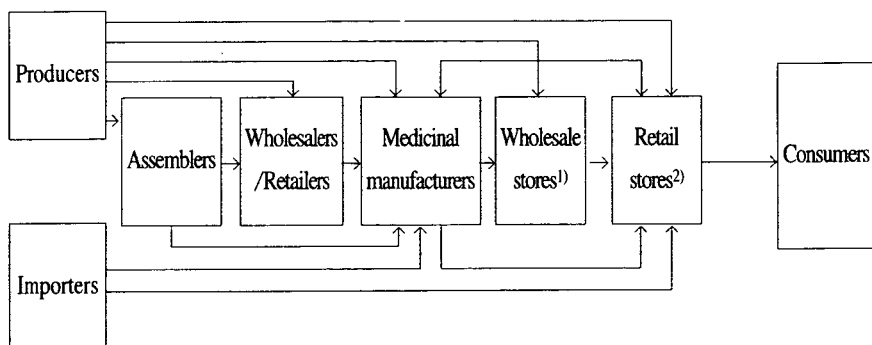 Producers
Assemblers
Wholesalers
/Retailers
Medicinal
manufacturers
Wholesale
stores1)
Retail
stores2)
Consumers
Importers